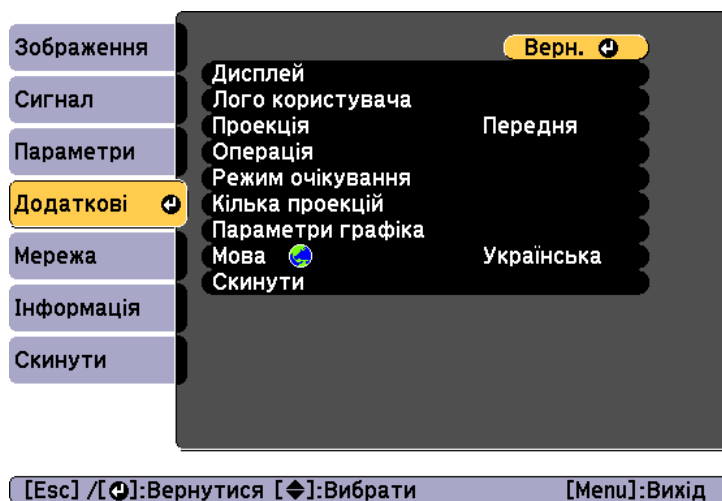 Зображення
Сигнал
Параметри
Додаткові
Мережа
Інформація
Скинути
Верн.
Дисплей
Лого користувача
Проекція Передня
Операція
Режим очікування
Кілька проекцій
Параметри графіка
Мова Українська
Скинути
[Esc] /[]:Вернутися []:Вибрати [Menu]:Вихід